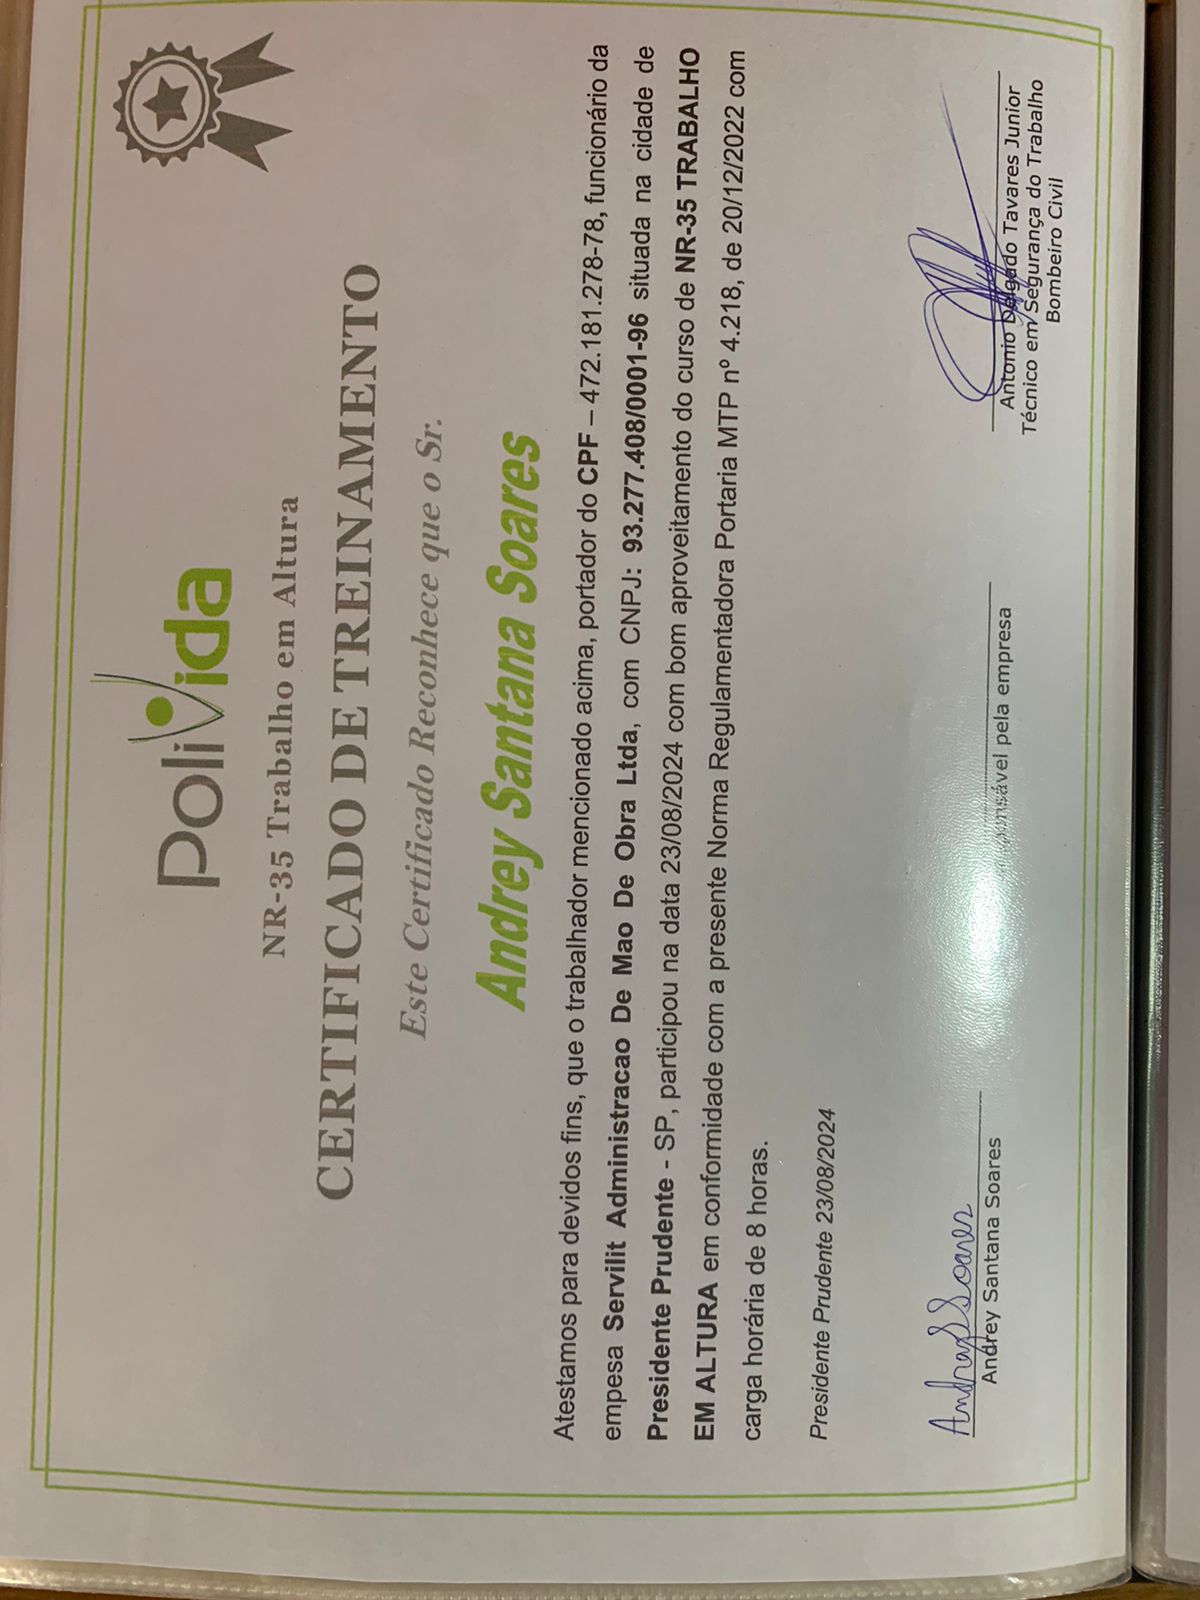 poliVida
NR-35 Trabalho em Altura
CERTIFICADO DE TREINAMENTO
Este Certificado Reconhece que o Sr.
Andrey Santana Soares
Atestamos para devidos fins, que o trabalhador mencionado acima, portador do CPF – 472.181.278-78, funcionário da
empesa Servilit Administracao De Mao De Obra Ltda, com CNPJ: 93.277.408/0001-96 situada na cidade de
Presidente Prudente - SP, participou na data 23/08/2024 com bom aproveitamento do curso de NR-35 TRABALHO
EM ALTURA em conformidade com a presente Norma Regulamentadora Portaria MTP nº 4.218, de 20/12/2022 com
carga horária de 8 horas.
Presidente Prudente 23/08/2024
Andrey S Soares
Andrey Santana Soares
pela empresa
Antonio Delgado Tavares Junior
Técnico em Segurança do Trabalho
Bombeiro Civil